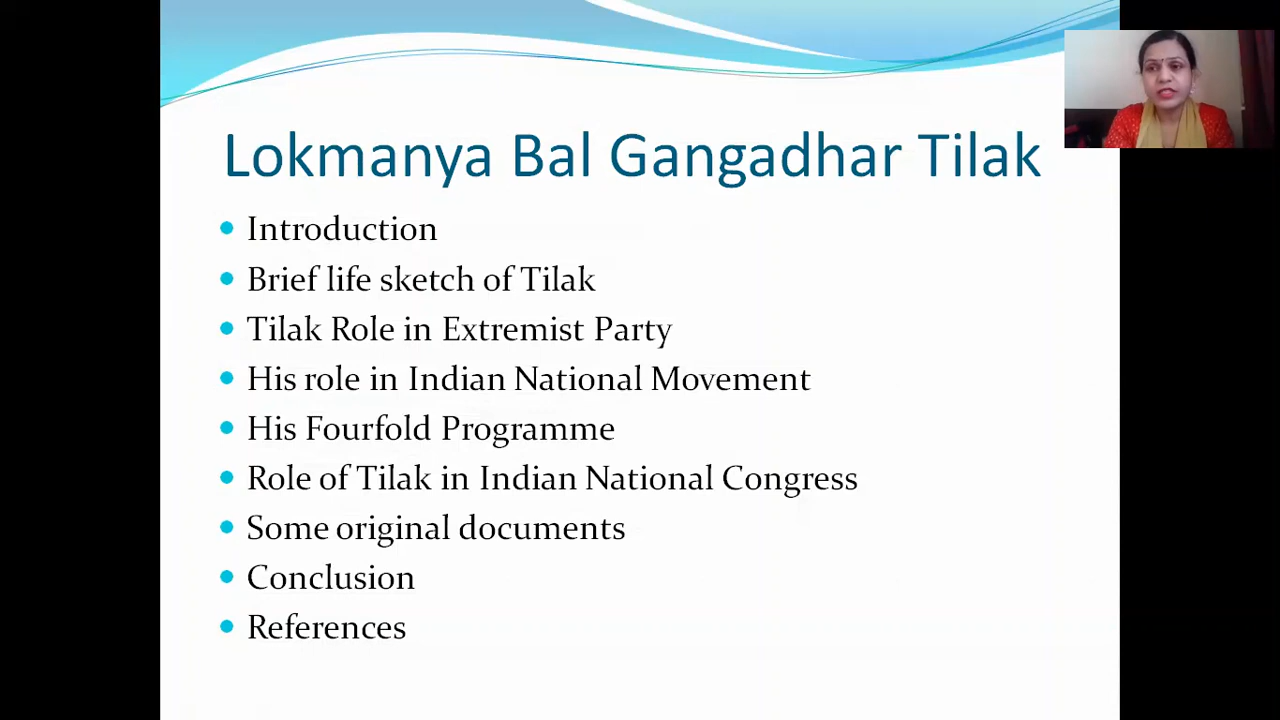 Lokmanya Bal Gangadhar Tilak
Introduction
Brief life sketch of Tilak
Tilak Role in Extremist Party
His role in Indian National Movement
His Fourfold Programme
Role of Tilak in Indian National Congress
Some original documents
Conclusion
References